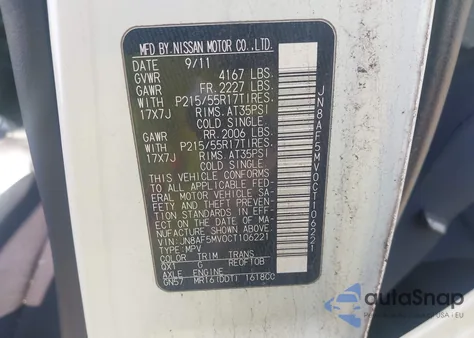 MFD BY NISSAN MOTOR CO., LTD.
DATE 9/11
GVWR 4167 LBS.
GAWR FR. 2227 LBS.
WITH P215/55R17TIRES.
17X7J RIMS. AT35PSI
COLD SINGLE.
GAWR RR. 2006 LBS.
WITH P215/55R17TIRES.
17X7J RIMS. AT35PSI
COLD SINGLE.
THIS VEHICLE CONFORMS
TO ALL APPLICABLE FED-
ERAL MOTOR VEHICLE SA-
FETY AND THEFT PREVEN-
TION STANDARDS IN EFF-
ECT ON THE DATE OF MA-
NUFACTURE SHOWN ABOVE.
VIN: JN8AF5MV0CT106221
TYPE: MPV
COLOR TRIM TRANS
QX1 G RE0F10B
AXLE ENGINE
GN57 MR16(DDT) 1618CC
JN8AF5MV0CT106221
autoSnap